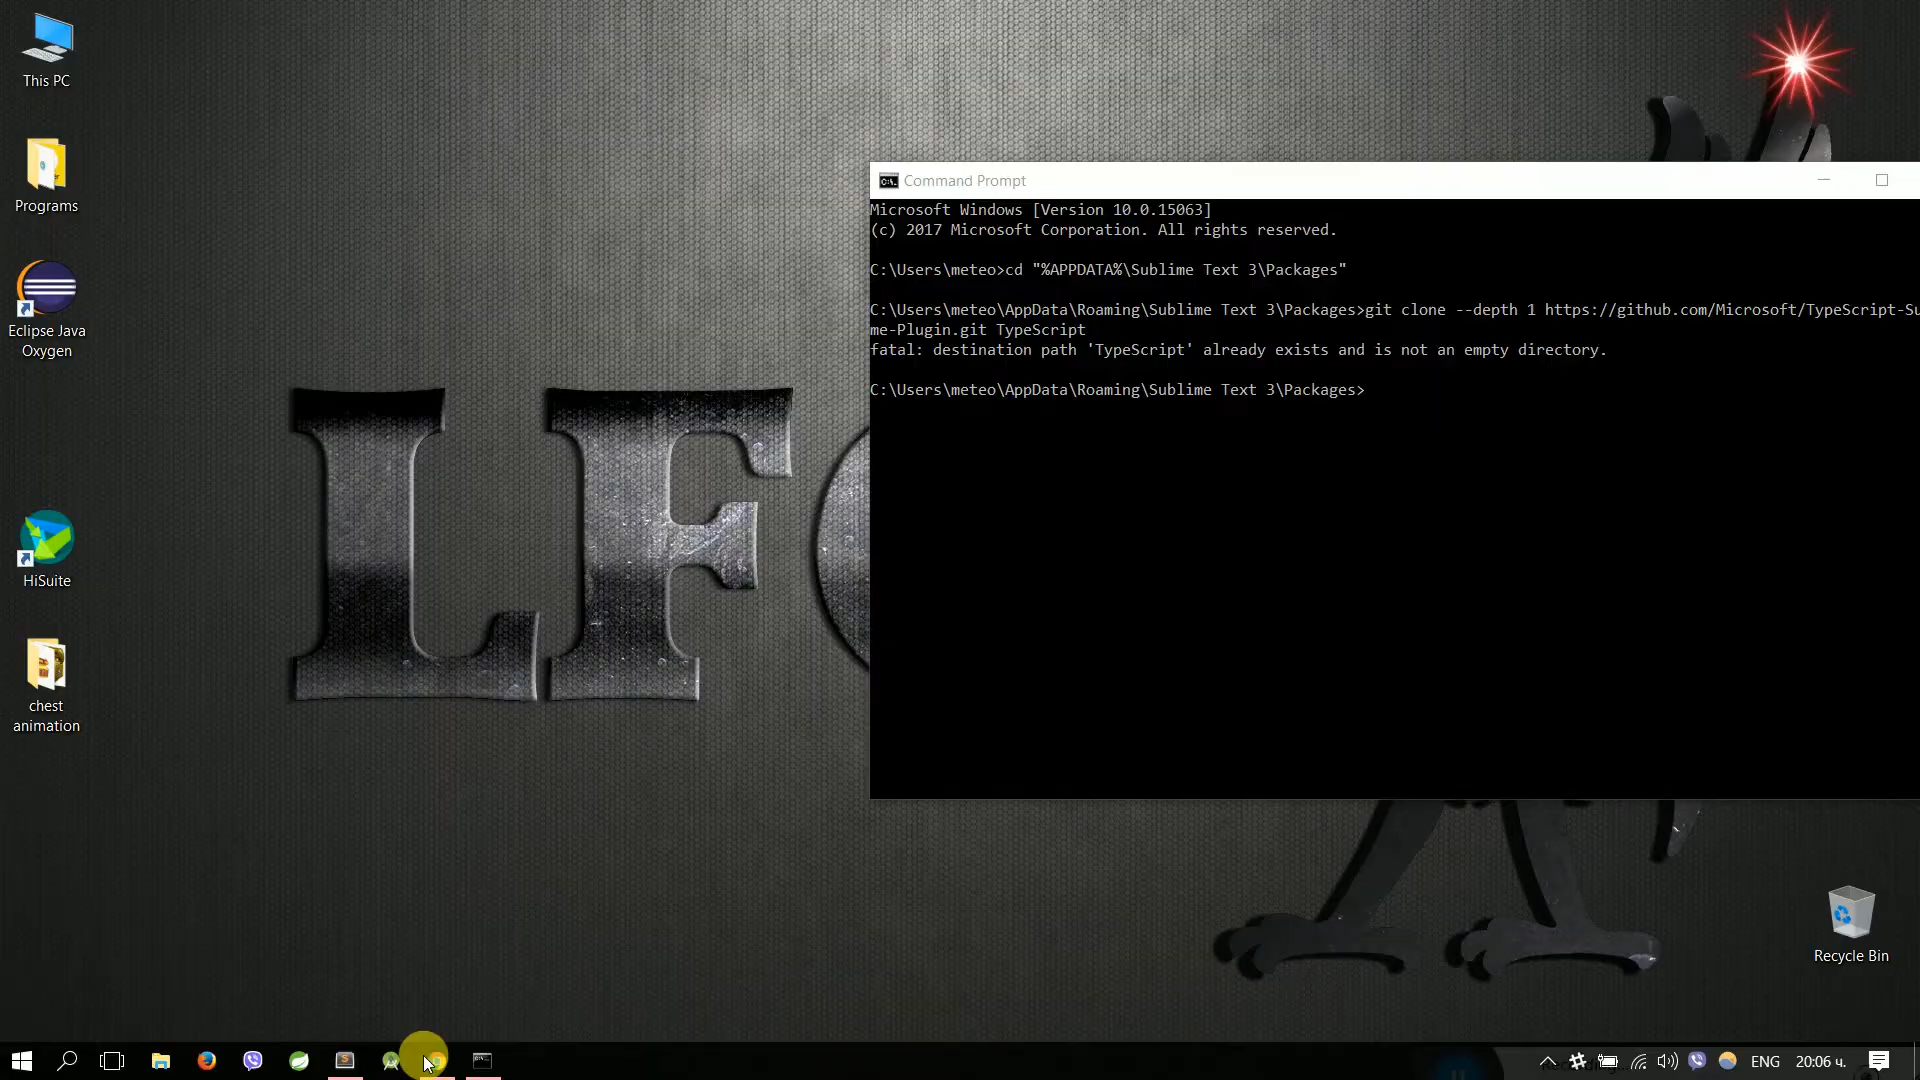 This PC
Programs
Eclipse Java
Oxygen
HiSuite
chest
animation
LF
Command Prompt
Microsoft Windows [Version 10.0.15063]
(c) 2017 Microsoft Corporation. All rights reserved.
C:\Users\meteo>cd "%APPDATA%\Sublime Text 3\Packages"
C:\Users\meteo\AppData\Roaming\Sublime Text 3\Packages>git clone --depth 1 https://github.com/Microsoft/TypeScript-Su
me-Plugin.git TypeScript
fatal: destination path 'TypeScript' already exists and is not an empty directory.
C:\Users\meteo\AppData\Roaming\Sublime Text 3\Packages>
Recycle Bin
ENG
20:06 ч.